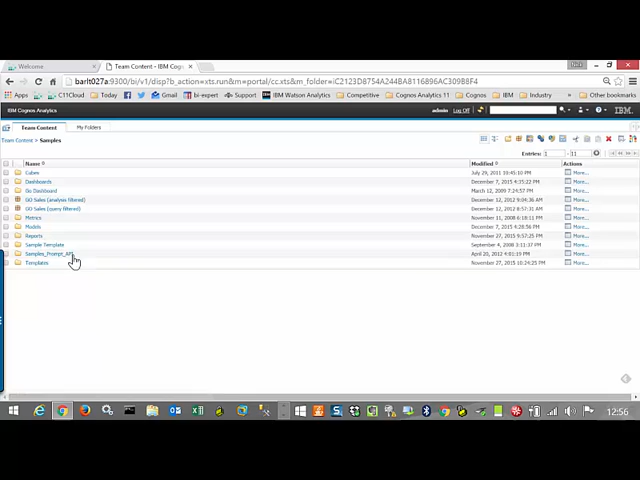 Welcome
Team Content - IBM Cog
barlt027a:9300/bi/v1/disp?b_action=xts.run&m=portal/cc.xts&m_folder=iC2123D8754A244BA8116B96AC309B8F4
Apps C11Cloud Today Gmail bi-expert Support IBM Watson Analytics Competitive Cognos Analytics 11 Cognos IBM Industry » Other bookmarks
IBM Cognos Analytics admin Log Off IBM
Team Content My Folders
Team Content > Samples
Entries: 1 - 11
Name Modified Actions
Cubes July 29, 2011 10:45:10 PM More...
Dashboards December 7, 2015 4:35:22 PM More...
Go Dashboard March 12, 2009 7:24:57 PM More...
GO Sales (analysis filtered) December 12, 2012 9:04:36 AM More...
GO Sales (query filtered) December 12, 2012 8:57:31 AM More...
Metrics November 11, 2008 6:18:11 PM More...
Models December 7, 2015 4:28:56 PM More...
Reports November 27, 2015 9:57:25 PM More...
Sample Template September 4, 2008 3:11:37 PM More...
Samples_Prompt_API April 20, 2012 4:01:19 PM More...
Templates November 27, 2015 10:24:25 PM More...
12:56